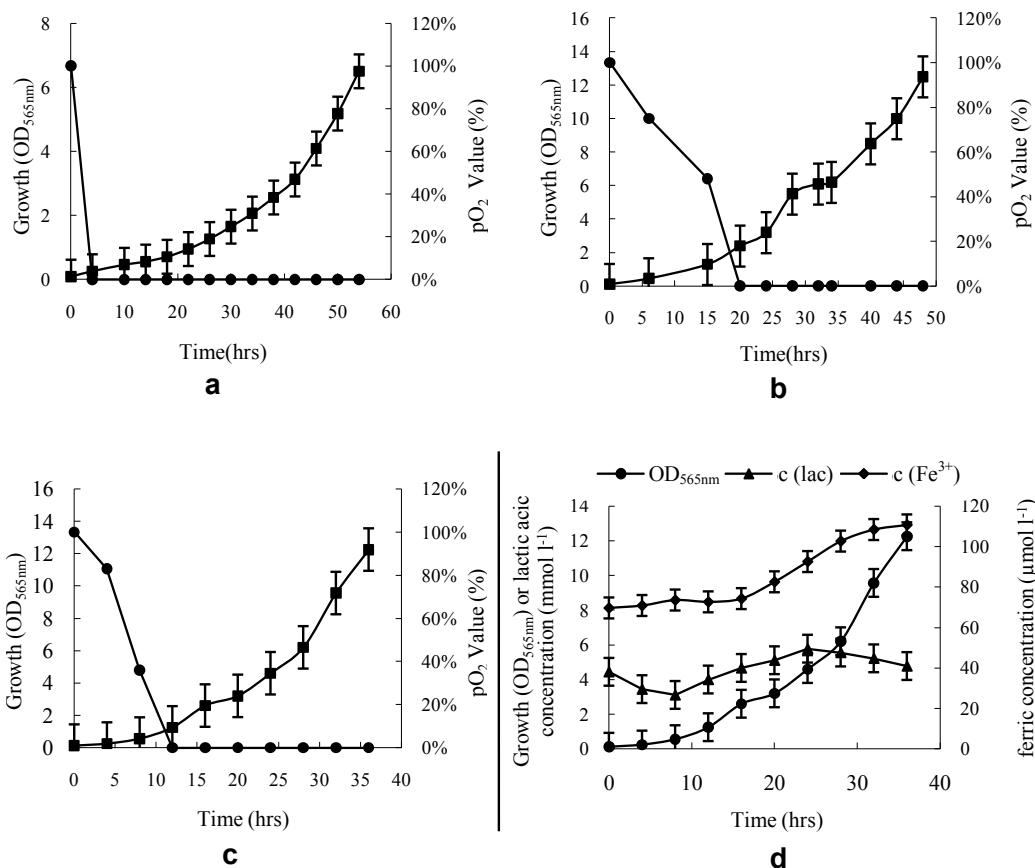 8
6
4
2
0
120%
100%
80%
60%
40%
20%
0%
0 10 20 30 40 50 60
Growth (OD565nm)
pO2 Value (%)
Time(hrs)
a
16
14
12
10
8
6
4
2
0
120%
100%
80%
60%
40%
20%
0%
0 5 10 15 20 25 30 35 40 45 50
Growth (OD565nm)
pO2 Value (%)
Time(hrs)
b
16
14
12
10
8
6
4
2
0
120%
100%
80%
60%
40%
20%
0%
0 5 10 15 20 25 30 35 40
Growth (OD565nm)
pO2 Value (%)
Time (hrs)
c
OD565nm c (lac) c (Fe3+)
14
12
10
8
6
4
2
0
120
100
80
60
40
20
0
0 10 20 30 40
Growth (OD565nm) or lactic acic
concentration (mmol l-1)
ferric concentration (μmol l-1)
Time (hrs)
d